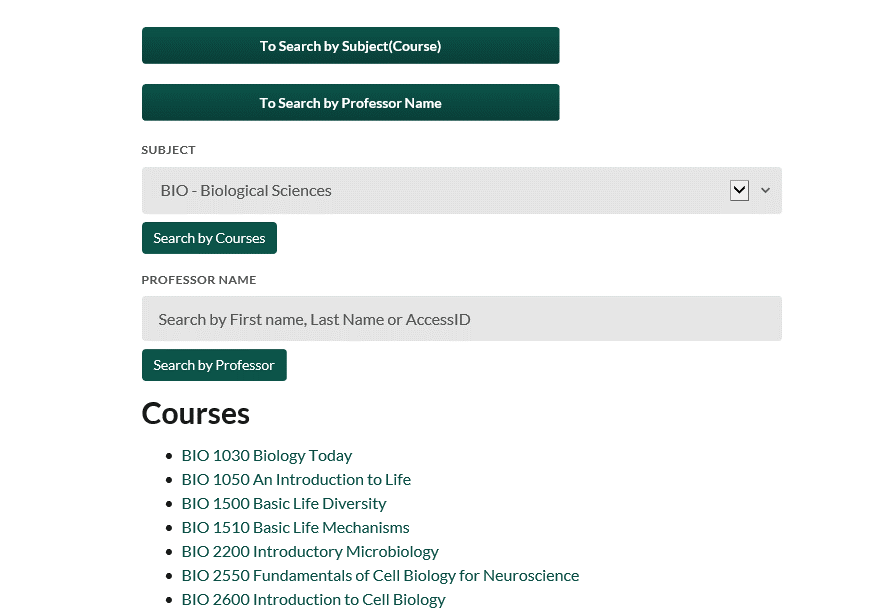 To Search by Subject(Course)
To Search by Professor Name
SUBJECT
BIO - Biological Sciences
Search by Courses
PROFESSOR NAME
Search by First name, Last Name or AccessID
Search by Professor
Courses
BIO 1030 Biology Today
BIO 1050 An Introduction to Life
BIO 1500 Basic Life Diversity
BIO 1510 Basic Life Mechanisms
BIO 2200 Introductory Microbiology
BIO 2550 Fundamentals of Cell Biology for Neuroscience
BIO 2600 Introduction to Cell Biology